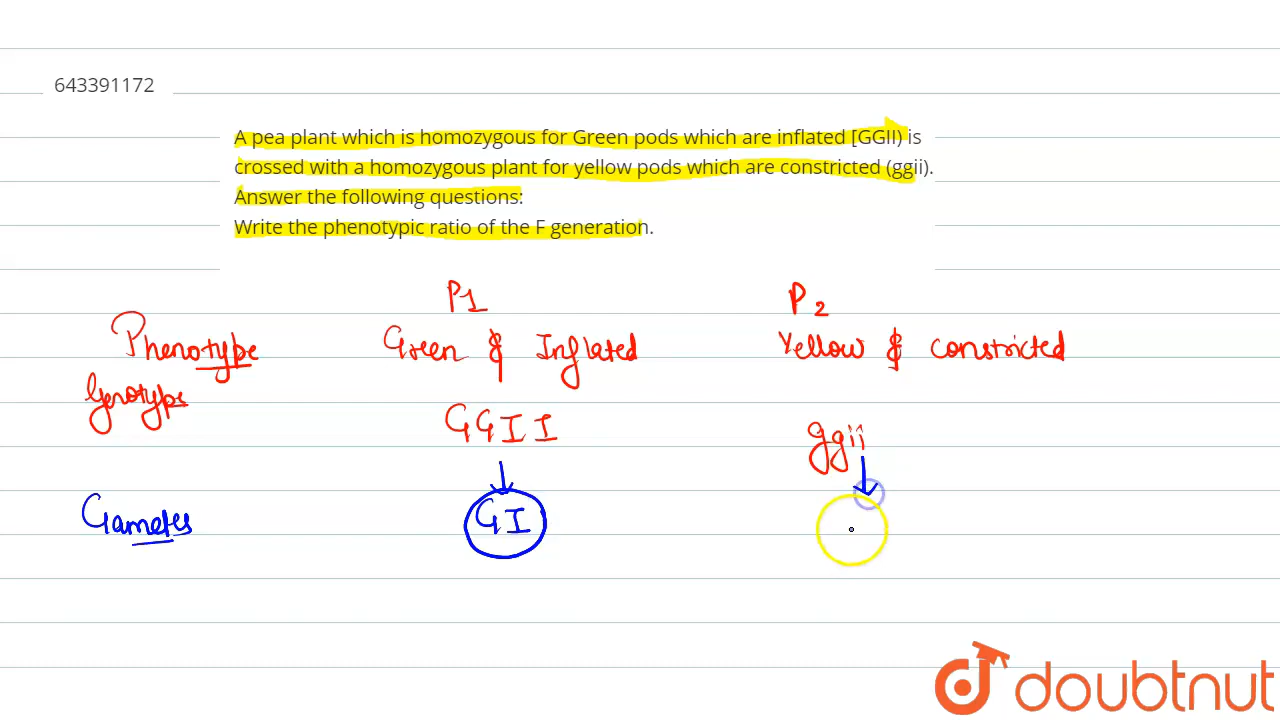 643391172
A pea plant which is homozygous for Green pods which are inflated [GGII) is
crossed with a homozygous plant for yellow pods which are constricted (ggii).
Answer the following questions:
Write the phenotypic ratio of the F generation.
P1 P2
Phenotype Green & Inflated Yellow & constricted
Genotype
GGII ggii
Gametes GI
doubtnut